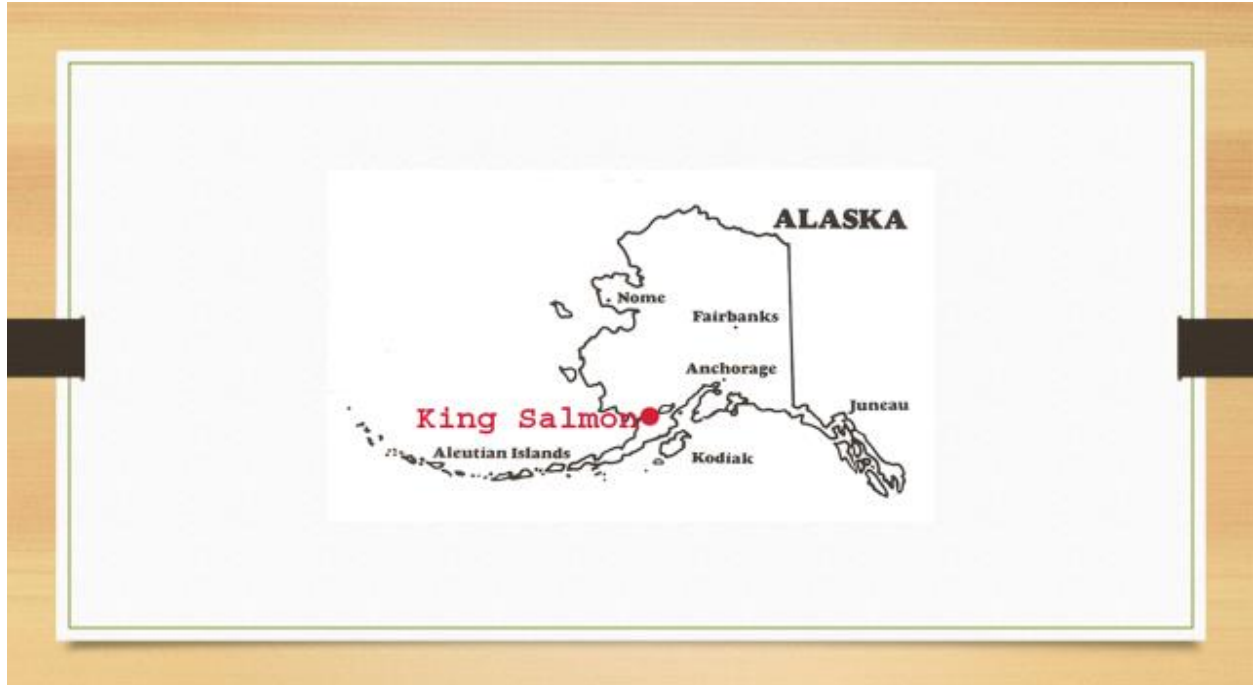 ALASKA
Nome
Fairbanks
Anchorage
Juneau
King Salmon
Aleutian Islands
Kodiak